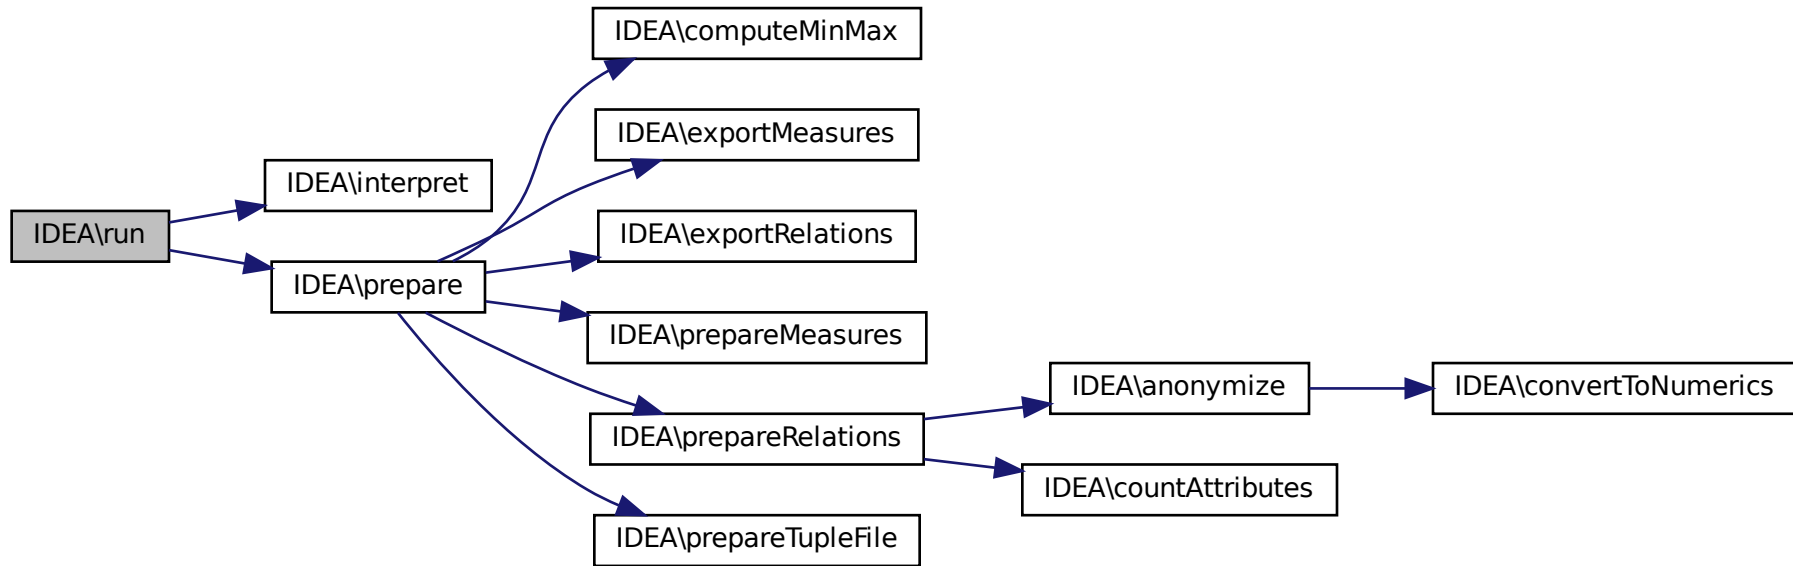 IDEA\computeMinMax
IDEA\exportMeasures
IDEA\interpret
IDEA\run
IDEA\exportRelations
IDEA\prepare
IDEA\prepareMeasures
IDEA\anonymize
IDEA\convertToNumerics
IDEA\prepareRelations
IDEA\countAttributes
IDEA\prepareTupleFile